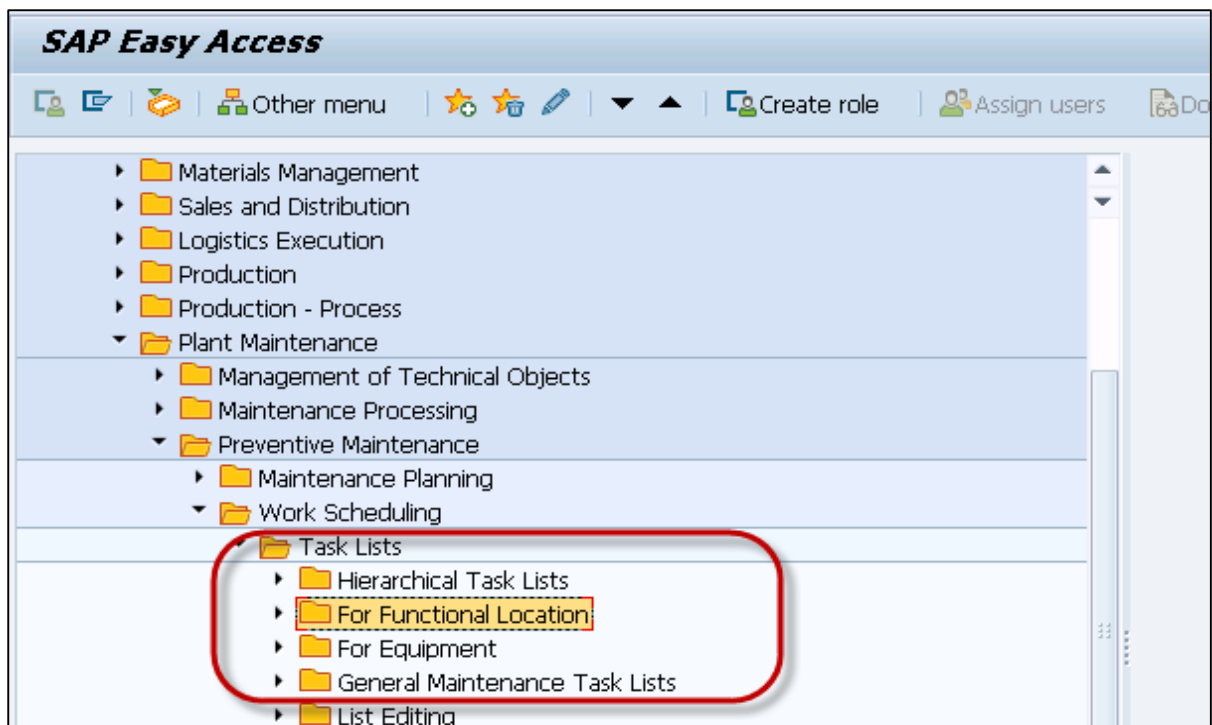 SAP Easy Access
Other menu Create role Assign users Do
Materials Management
Sales and Distribution
Logistics Execution
Production
Production - Process
Plant Maintenance
Management of Technical Objects
Maintenance Processing
Preventive Maintenance
Maintenance Planning
Work Scheduling
Task Lists
Hierarchical Task Lists
For Functional Location
For Equipment
General Maintenance Task Lists
List Editing